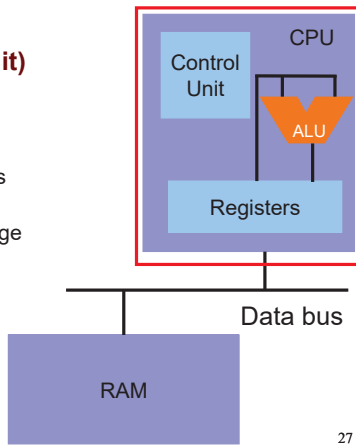 it)
s
ge
CPU
Control
Unit
ALU
Registers
Data bus
RAM
27